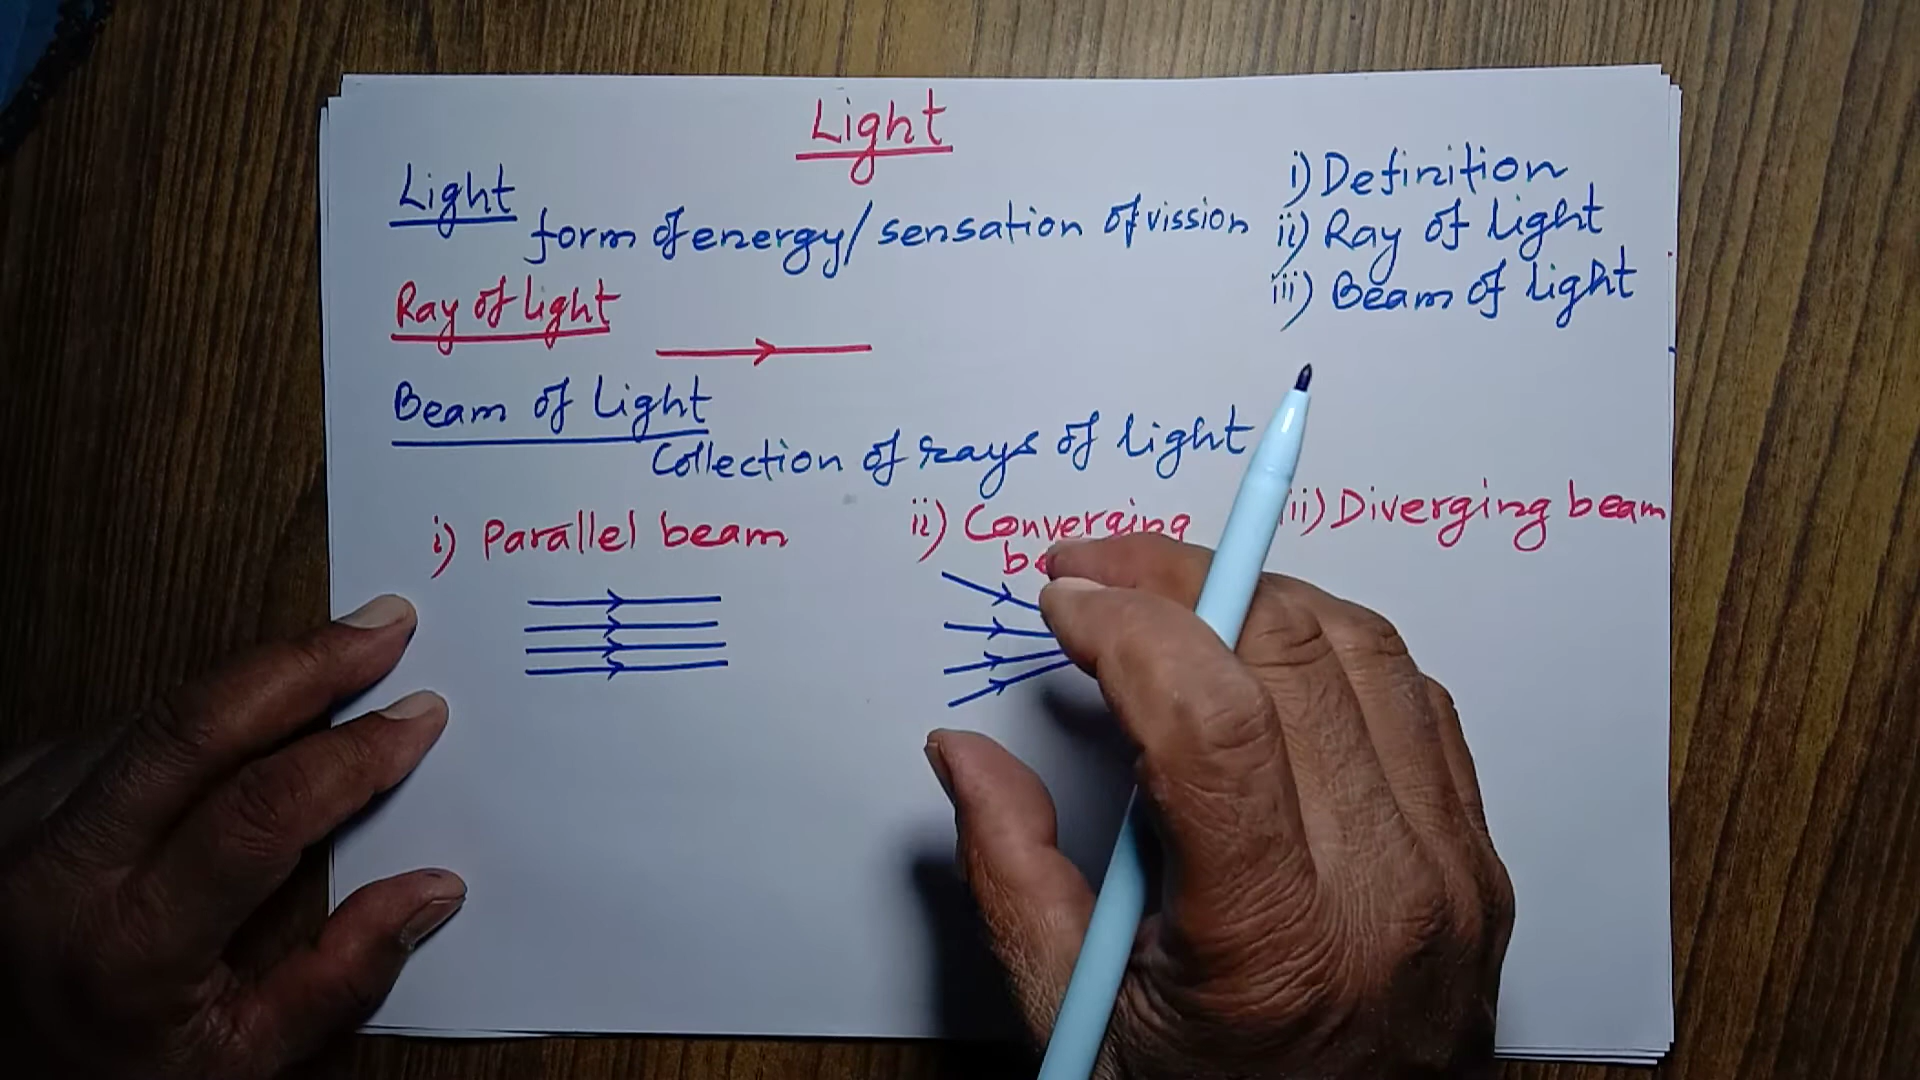 Light
Light
form of energy/sensation of vission
i) Definition
ii) Ray of light
iii) Beam of light
Ray of light
Beam of Light
Collection of rays of light
i) Parallel beam
ii) Converging
iii) Diverging beam